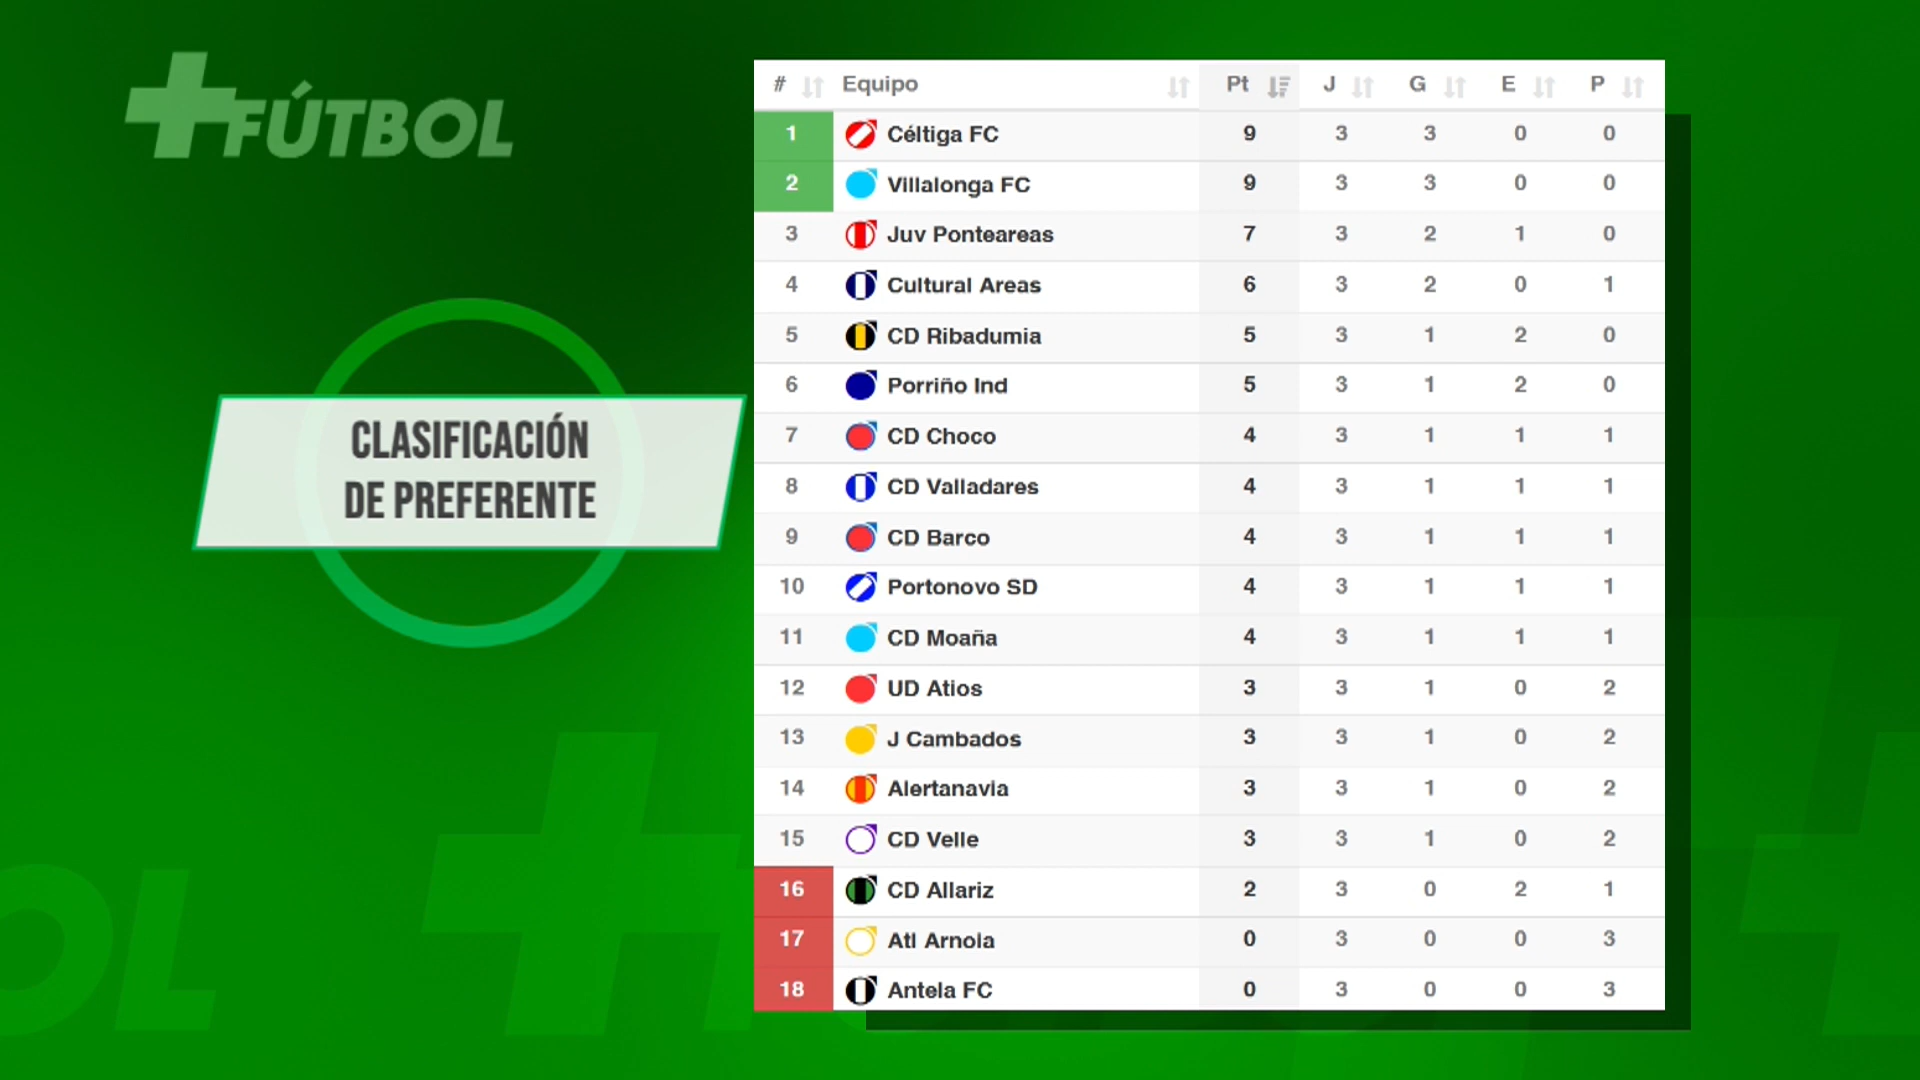 +FÚTBOL
CLASIFICACIÓN
DE PREFERENTE
# Equipo Pt J G E P
1 Céltiga FC 9 3 3 0 0
2 Villalonga FC 9 3 3 0 0
3 Juv Ponteareas 7 3 2 1 0
4 Cultural Areas 6 3 2 0 1
5 CD Ribadumia 5 3 1 2 0
6 Porriño Ind 5 3 1 2 0
7 CD Choco 4 3 1 1 1
8 CD Valladares 4 3 1 1 1
9 CD Barco 4 3 1 1 1
10 Portonovo SD 4 3 1 1 1
11 CD Moaña 4 3 1 1 1
12 UD Atios 3 3 1 0 2
13 J Cambados 3 3 1 0 2
14 Alertanavia 3 3 1 0 2
15 CD Velle 3 3 1 0 2
16 CD Allariz 2 3 0 2 1
17 Atl Arnoia 0 3 0 0 3
18 Antela FC 0 3 0 0 3